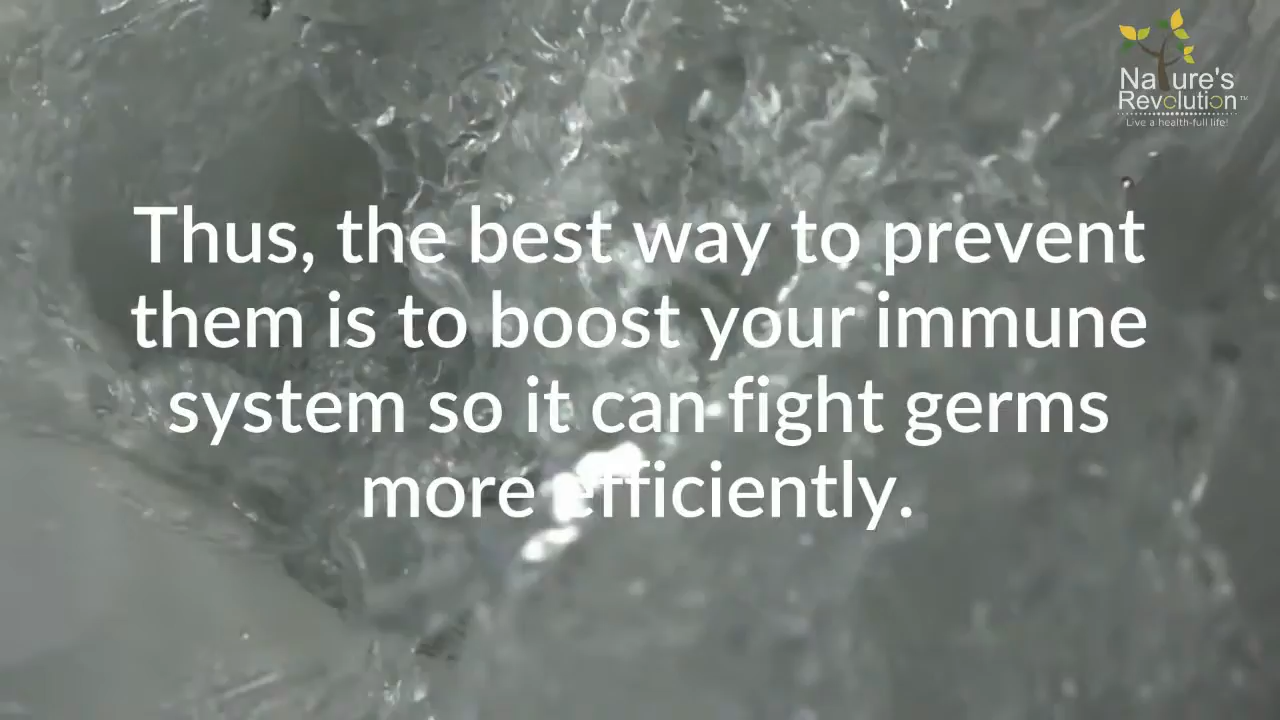 Nature's
Revolution™
Live a health-full life!
Thus, the best way to prevent
them is to boost your immune
system so it can fight germs
more efficiently.